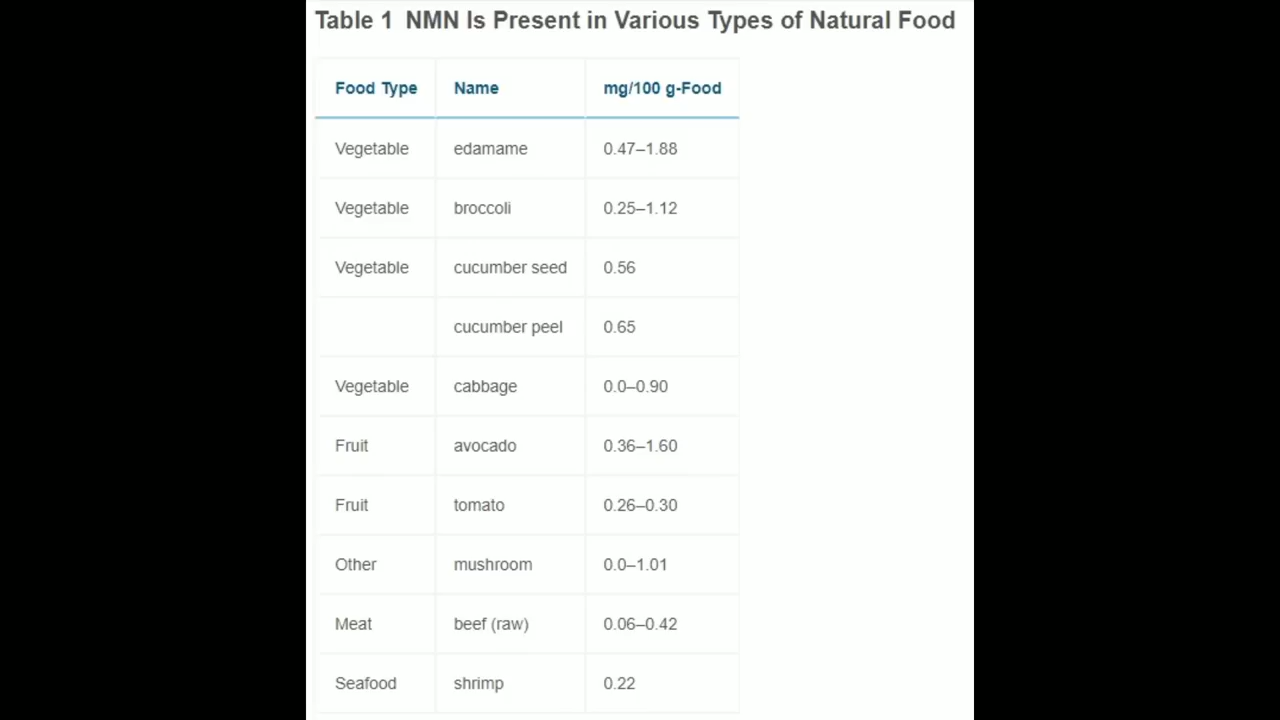 Table 1 NMN Is Present in Various Types of Natural Food
Food Type Name mg/100 g-Food
Vegetable edamame 0.47–1.88
Vegetable broccoli 0.25–1.12
Vegetable cucumber seed 0.56
cucumber peel 0.65
Vegetable cabbage 0.0–0.90
Fruit avocado 0.36–1.60
Fruit tomato 0.26–0.30
Other mushroom 0.0–1.01
Meat beef (raw) 0.06–0.42
Seafood shrimp 0.22